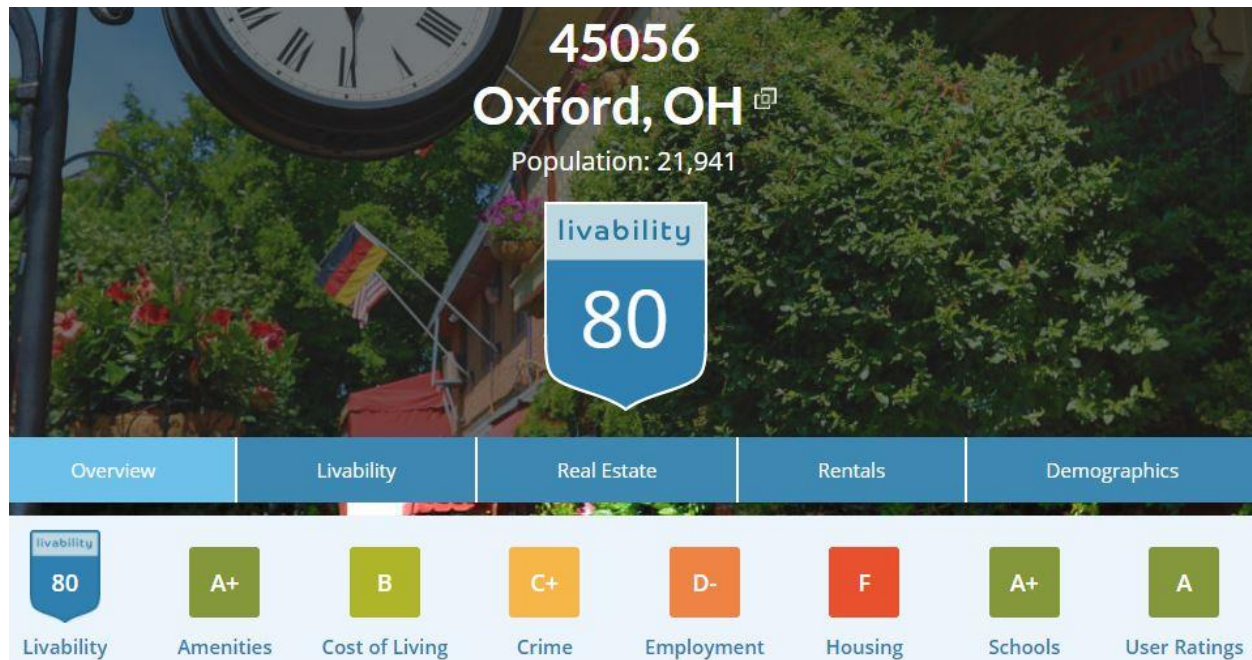 45056
Oxford, OH
Population: 21,941
livability
80
Overview Livability Real Estate Rentals Demographics
livability
80 A+ B C+ D- F A+ A
Livability Amenities Cost of Living Crime Employment Housing Schools User Ratings